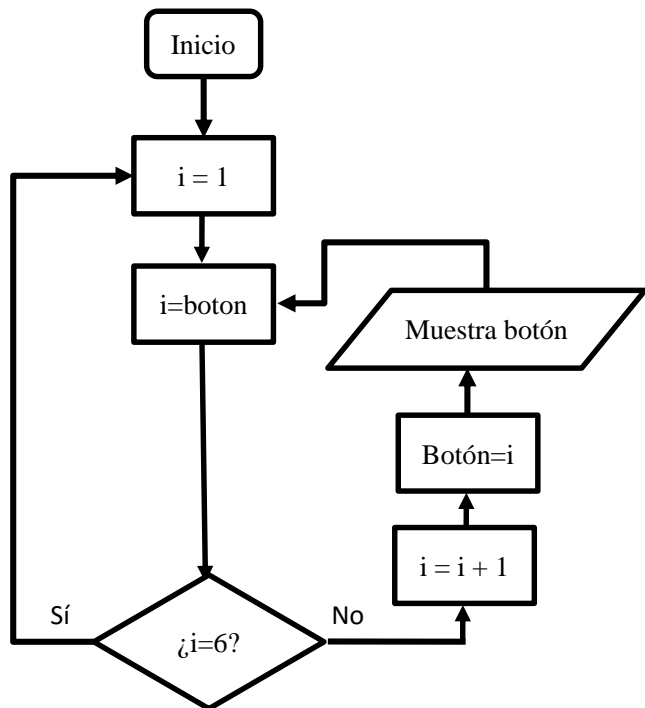 Inicio
i = 1
i=boton
Muestra botón
Botón=i
i = i + 1
Sí
No
¿i=6?